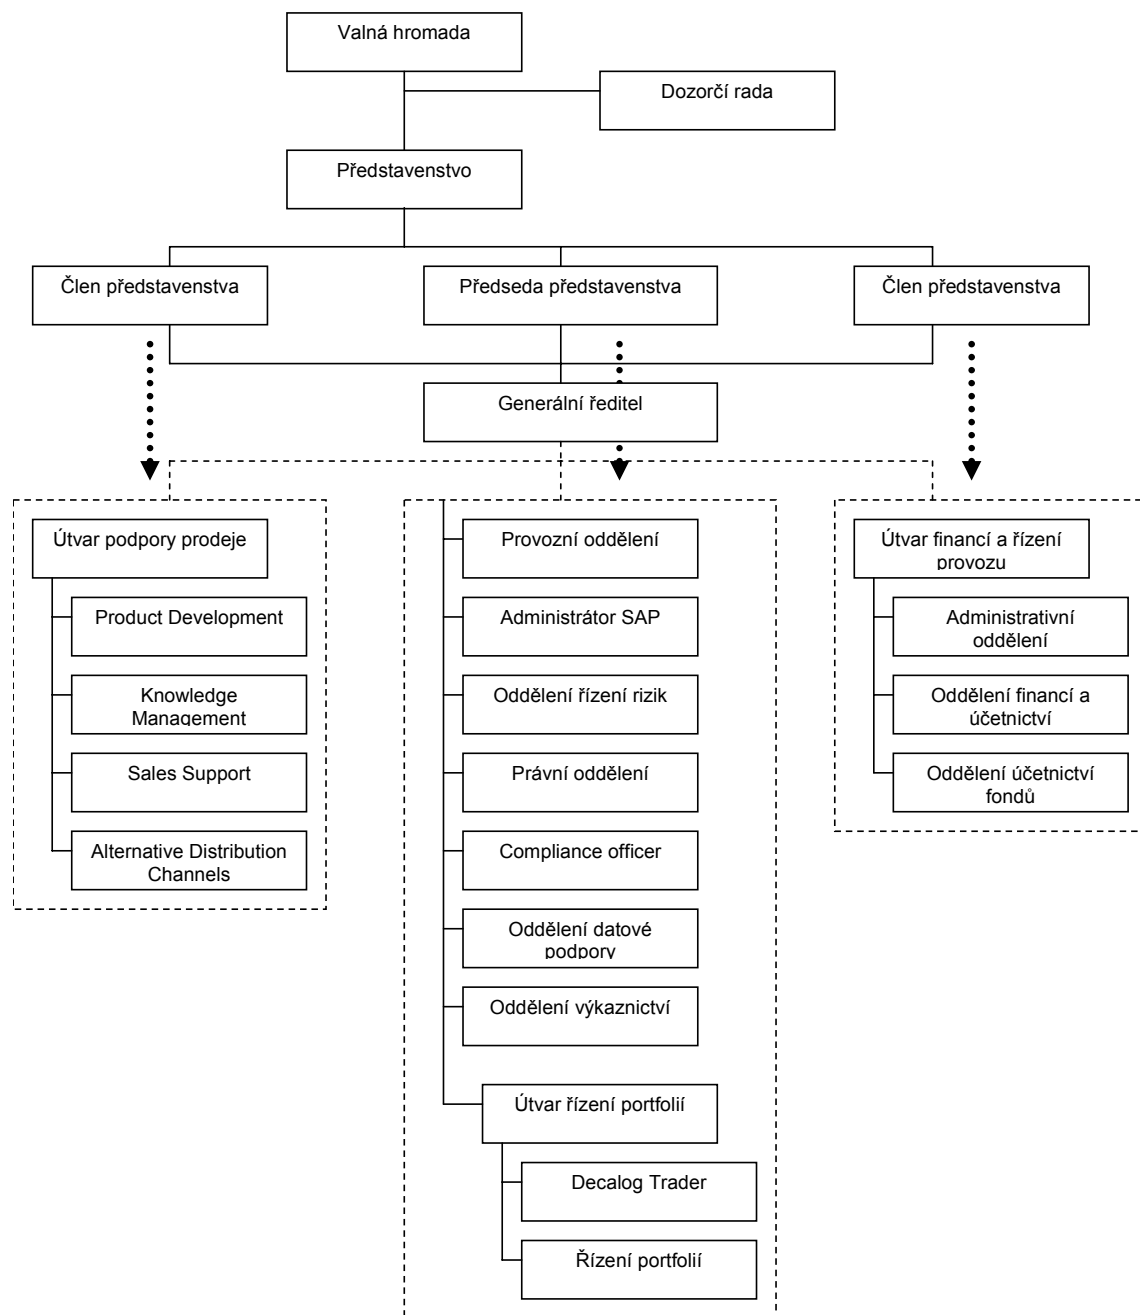 Valná hromada
Dozorčí rada
Představenstvo
Člen představenstva
Předseda představenstva
Člen představenstva
Generální ředitel
Útvar podpory prodeje
Product Development
Knowledge
Management
Sales Support
Alternative Distribution
Channels
Provozní oddělení
Administrátor SAP
Oddělení řízení rizik
Právní oddělení
Compliance officer
Oddělení datové
podpory
Oddělení výkaznictví
Útvar řízení portfolií
Decalog Trader
Řízení portfolií
Útvar financí a řízení
provozu
Administrativní
oddělení
Oddělení financí a
účetnictví
Oddělení účetnictví
fondů